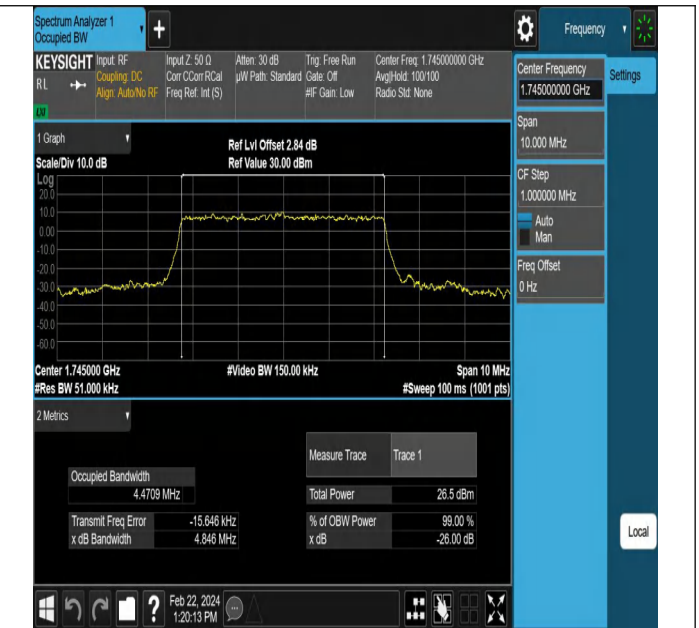 Spectrum Analyzer 1
Occupied BW
+
Frequency
KEYSIGHT
RL
LXI
Input: RF
Coupling: DC
Align: Auto/No RF
Input Z: 50 Ω
Corr CCorr RCal
Freq Ref: Int (S)
Atten: 30 dB
µW Path: Standard
Trig: Free Run
Gate: Off
#IF Gain: Low
Center Freq: 1.745000000 GHz
Avg|Hold: 100/100
Radio Std: None
Center Frequency
1.745000000 GHz
Settings
Span
10.000 MHz
CF Step
1.000000 MHz
Auto
Man
Freq Offset
0 Hz
1 Graph
Scale/Div 10.0 dB
Ref Lvl Offset 2.84 dB
Ref Value 30.00 dBm
Log
20.0
10.0
0.00
-10.0
-20.0
-30.0
-40.0
-50.0
-60.0
Center 1.745000 GHz
#Video BW 150.00 kHz
Span 10 MHz
#Res BW 51.000 kHz
#Sweep 100 ms (1001 pts)
2 Metrics
Measure Trace
Trace 1
Occupied Bandwidth
4.4709 MHz
Total Power
26.5 dBm
Transmit Freq Error
-15.646 kHz
% of OBW Power
99.00 %
x dB Bandwidth
4.846 MHz
x dB
-26.00 dB
Local
?
Feb 22, 2024
1:20:13 PM